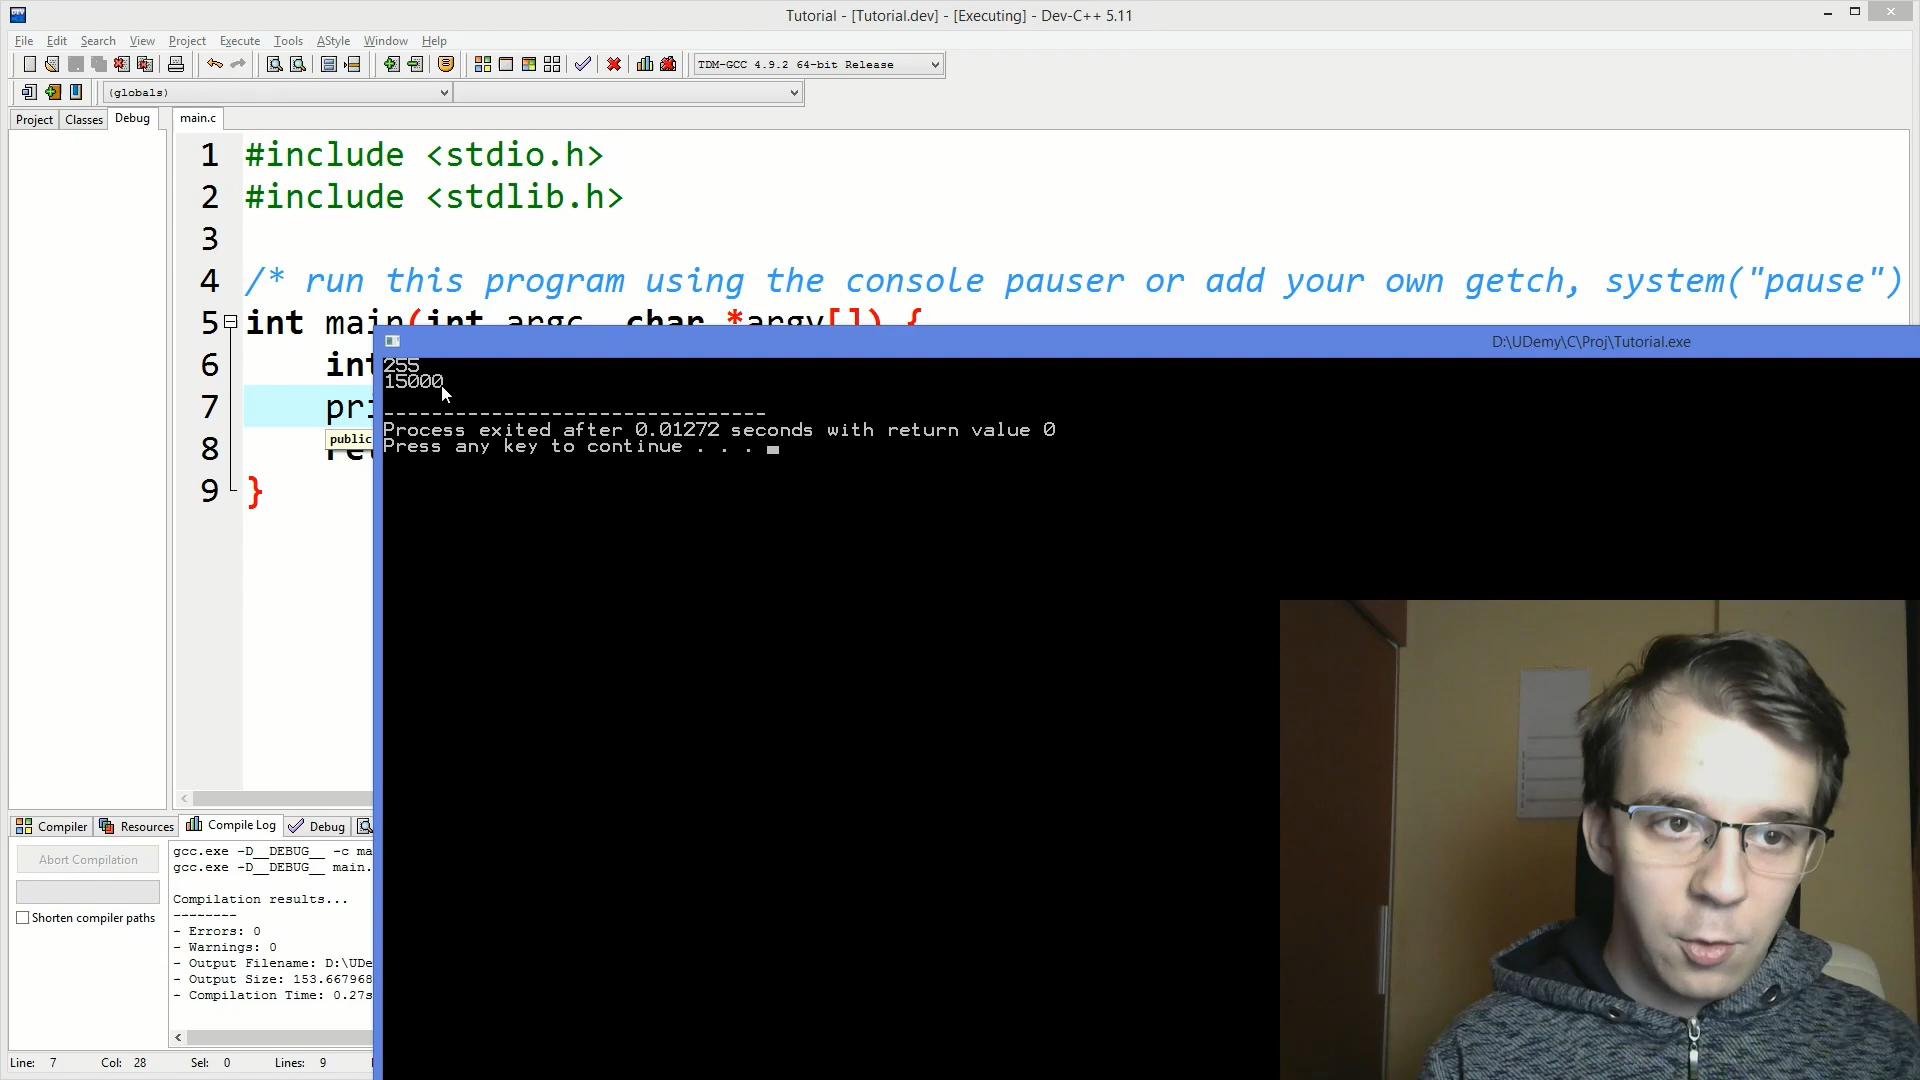 Tutorial - [Tutorial.dev] - [Executing] - Dev-C++ 5.11
File Edit Search View Project Execute Tools AStyle Window Help
TDM-GCC 4.9.2 64-bit Release
(globals)
Project Classes Debug
main.c
1 #include <stdio.h>
2 #include <stdlib.h>
3
4 /* run this program using the console pauser or add your own getch, system("pause")
5 int main(int argc, char *argv[]) {
6 int
7 pri
public
8 ret
9 }
D:\UDemy\C\Proj\Tutorial.exe
255
15000
--------------------------------
Process exited after 0.01272 seconds with return value 0
Press any key to continue . . .
Compiler Resources Compile Log Debug
Abort Compilation
Shorten compiler paths
gcc.exe -D__DEBUG__ -c ma
gcc.exe -D__DEBUG__ main.
Compilation results...
--------
- Errors: 0
- Warnings: 0
- Output Filename: D:\UDe
- Output Size: 153.667968
- Compilation Time: 0.27s
Line: 7 Col: 28 Sel: 0 Lines: 9